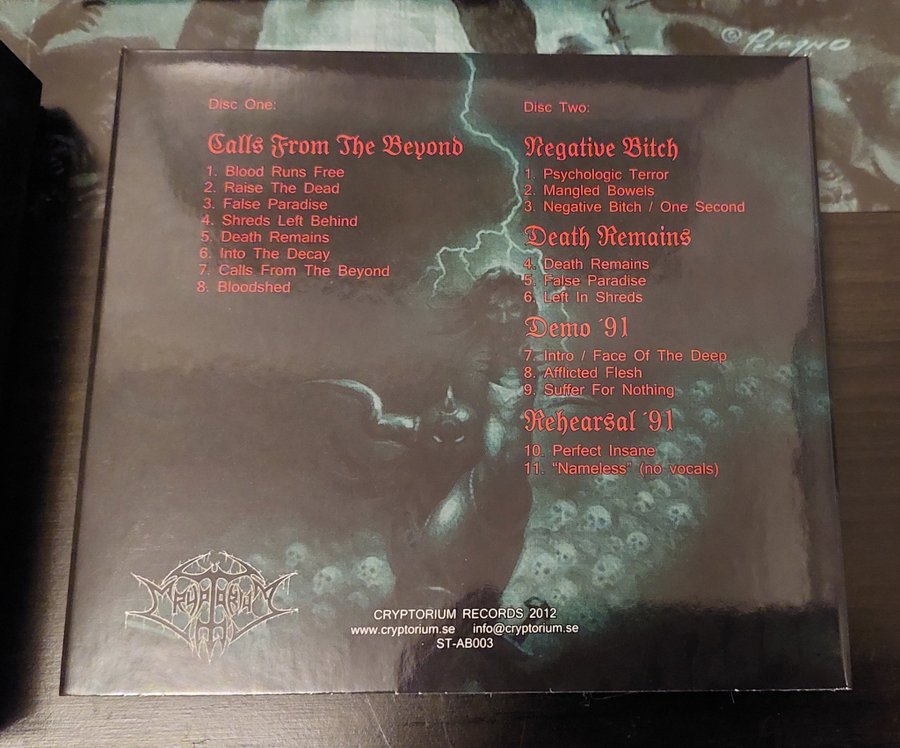 © Peragno
Disc One:
Calls From The Beyond
1. Blood Runs Free
2. Raise The Dead
3. False Paradise
4. Shreds Left Behind
5. Death Remains
6. Into The Decay
7. Calls From The Beyond
8. Bloodshed
Disc Two:
Negative Bitch
1. Psychologic Terror
2. Mangled Bowels
3. Negative Bitch / One Second
Death Remains
4. Death Remains
5. False Paradise
6. Left In Shreds
Demo ´91
7. Intro / Face Of The Deep
8. Afflicted Flesh
9. Suffer For Nothing
Rehearsal ´91
10. Perfect Insane
11. “Nameless” (no vocals)
CRYPTORIUM RECORDS 2012
www.cryptorium.se info@cryptorium.se
ST-AB003